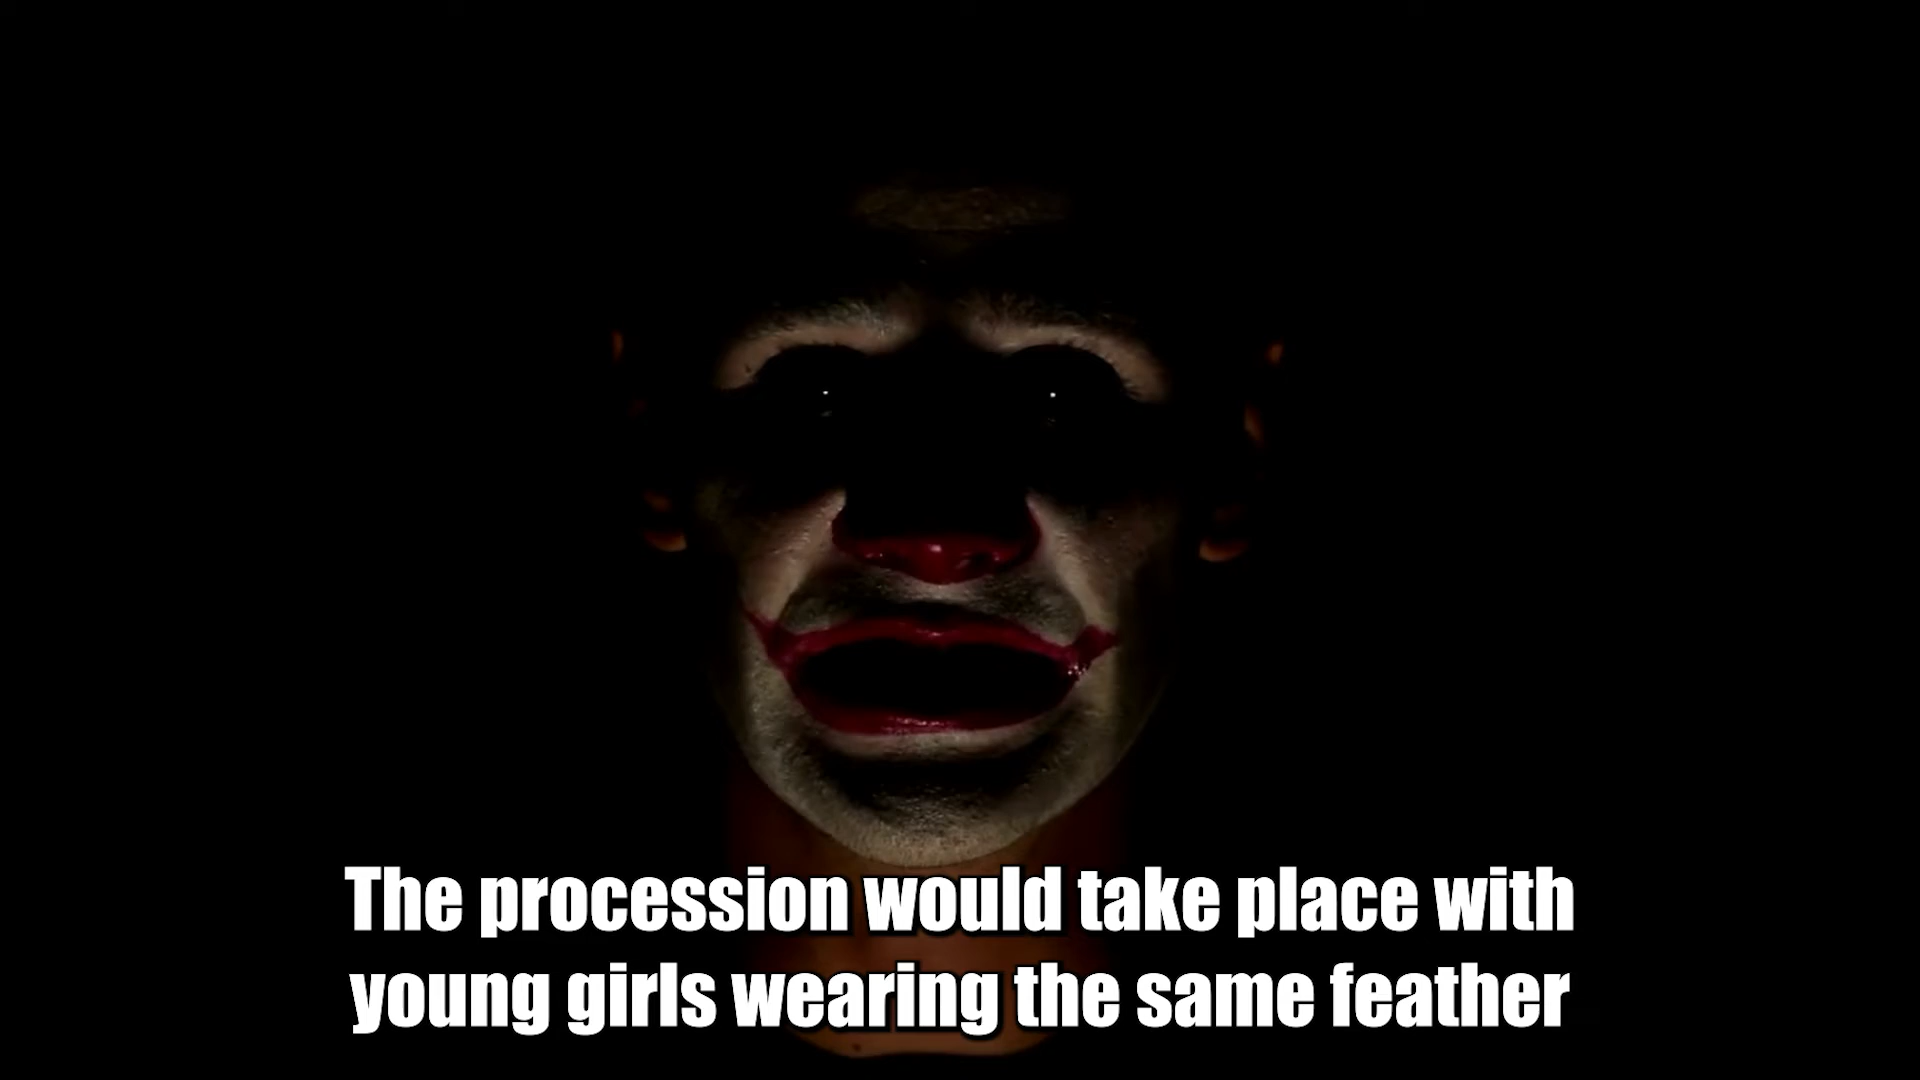 The procession would take place with
young girls wearing the same feather